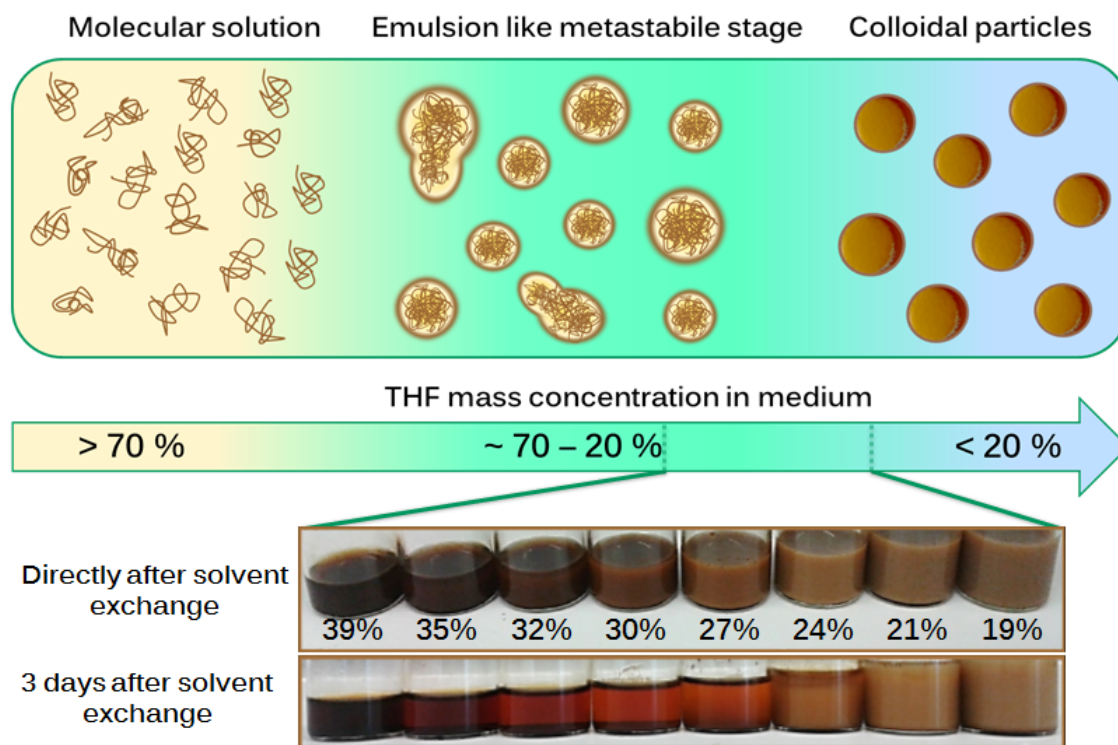 Molecular solution
Emulsion like metastabile stage
Colloidal particles
THF mass concentration in medium
> 70 %
~ 70 – 20 %
< 20 %
Directly after solvent
exchange
39%
35%
32%
30%
27%
24%
21%
19%
3 days after solvent
exchange